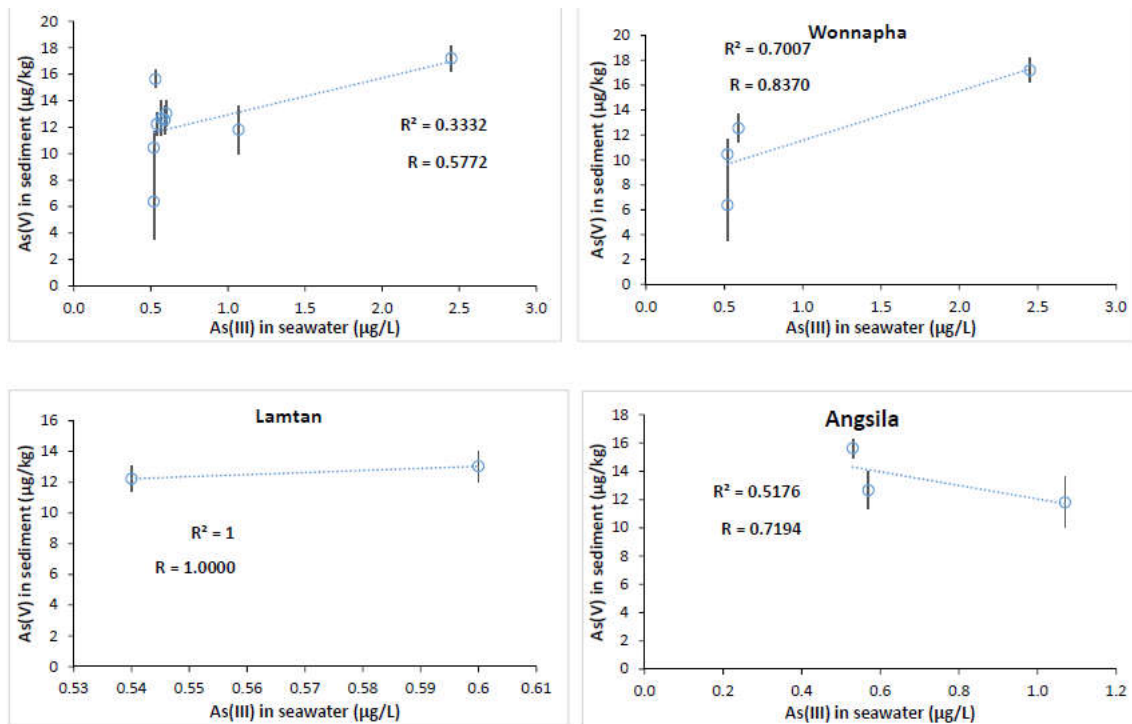 As(V) in sediment (µg/kg)
20
18
16
14
12
10
8
6
4
2
0
R² = 0.3332
R = 0.5772
0.0 0.5 1.0 1.5 2.0 2.5 3.0
As(III) in seawater (µg/L)
Wonnapha
As(V) in sediment (µg/kg)
20
18
16
14
12
10
8
6
4
2
0
R² = 0.7007
R = 0.8370
0.0 0.5 1.0 1.5 2.0 2.5 3.0
As(III) in seawater (µg/L)
Lamtan
As(V) in sediment (µg/kg)
16
14
12
10
8
6
4
2
0
R² = 1
R = 1.0000
0.53 0.54 0.55 0.56 0.57 0.58 0.59 0.6 0.61
As(III) in seawater (µg/L)
Angsila
As(V) in sediment (µg/kg)
18
16
14
12
10
8
6
4
2
0
R² = 0.5176
R = 0.7194
0.0 0.2 0.4 0.6 0.8 1.0 1.2
As(III) in seawater (µg/L)